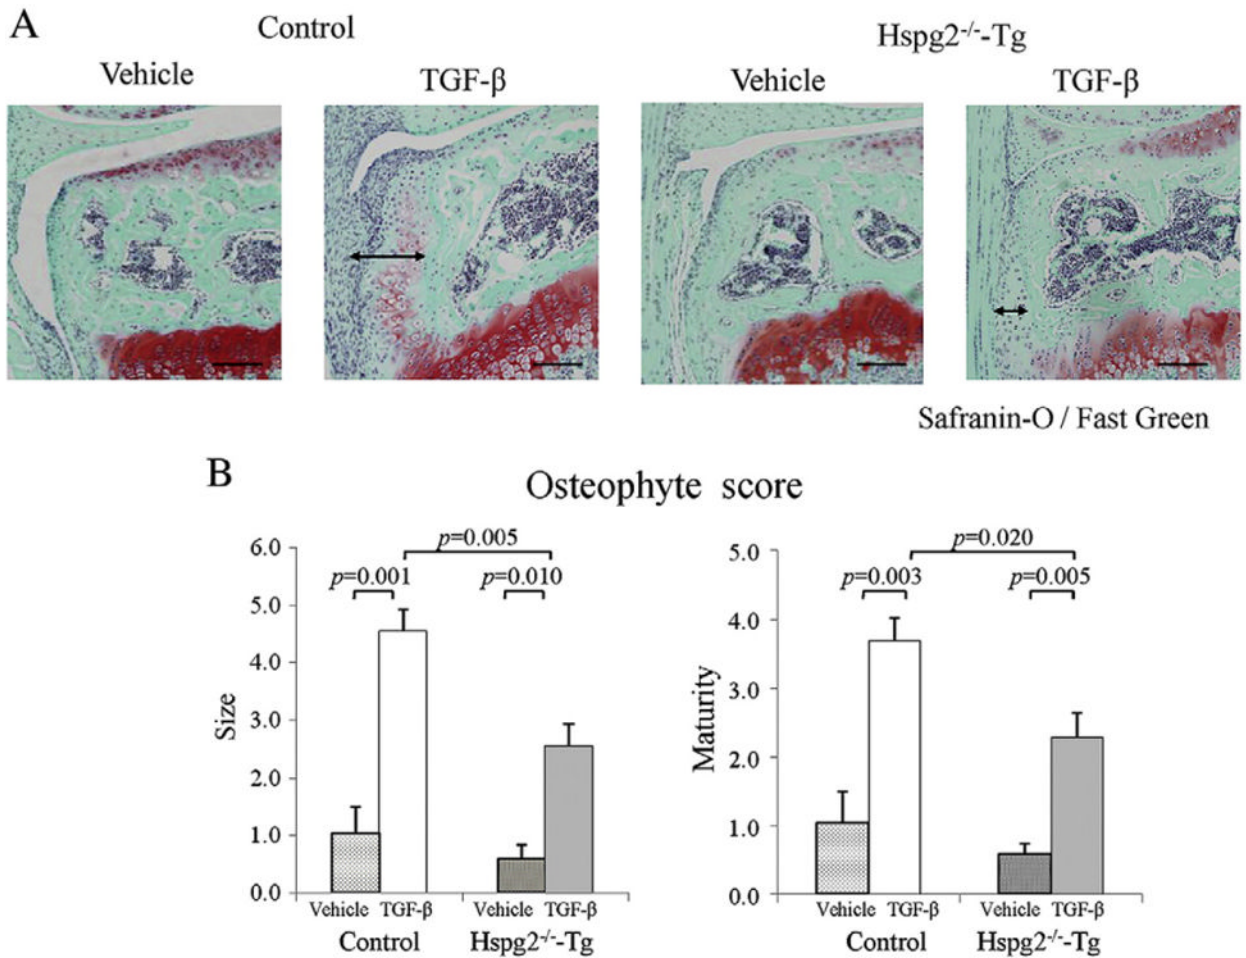 A
Control
Hspg2-/--Tg
Vehicle
TGF-β
Vehicle
TGF-β
Safranin-O / Fast Green
B
Osteophyte score
Size
6.0
5.0
4.0
3.0
2.0
1.0
0.0
p=0.005
p=0.001
p=0.010
Vehicle
TGF-β
Vehicle
TGF-β
Control
Hspg2-/--Tg
Maturity
5.0
4.0
3.0
2.0
1.0
0.0
p=0.020
p=0.003
p=0.005
Vehicle
TGF-β
Vehicle
TGF-β
Control
Hspg2-/--Tg